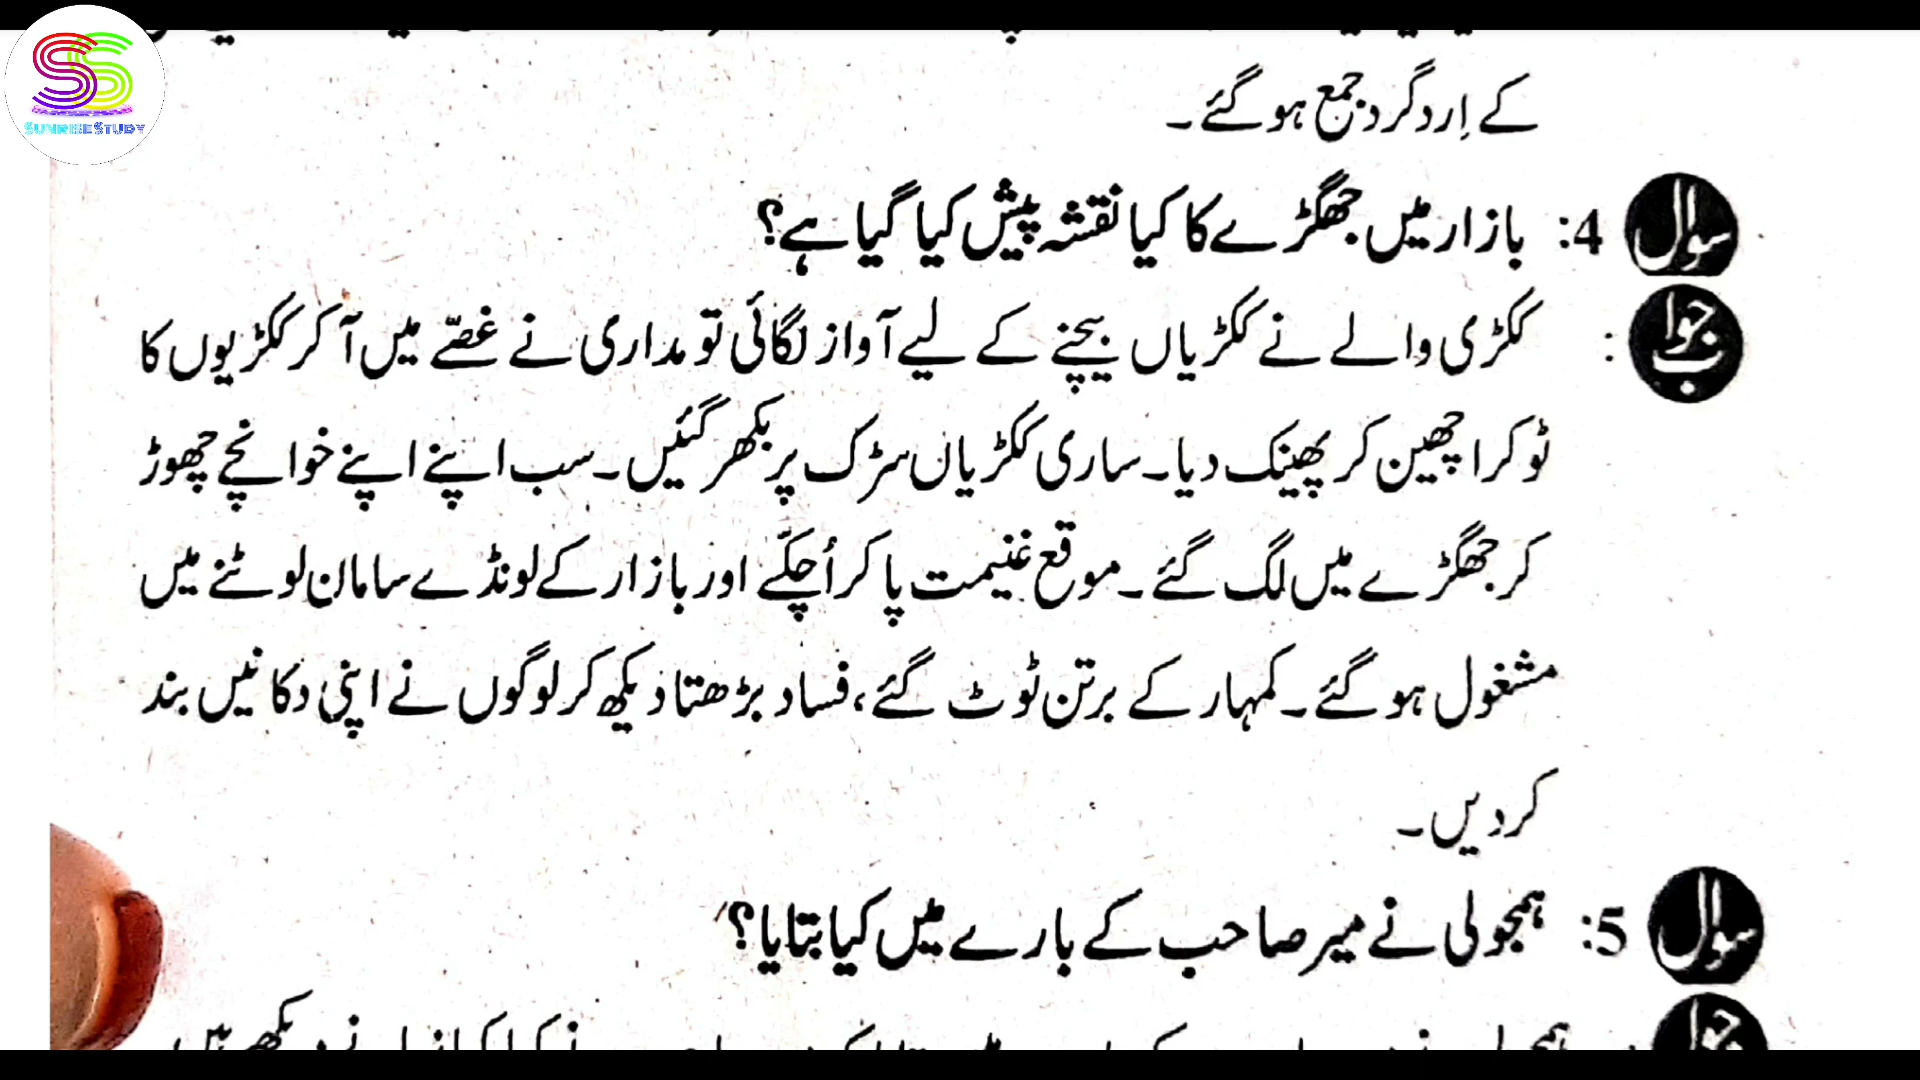 SS
SUNRISESTUDY
کے اِرد گرد جمع ہو گئے۔
سوال 4: بازار میں جھگڑے کا کیا نقشہ پیش کیا گیا ہے؟
جواب: ککڑی والے نے ککڑیاں بیچنے کے لیے آواز لگائی تو مداری نے غصّے میں آ کر ککڑیوں کا
ٹوکرا چھین کر پھینک دیا۔ ساری ککڑیاں سڑک پر بکھر گئیں۔ سب اپنے اپنے خوانچے چھوڑ
کر جھگڑے میں لگ گئے۔ موقع غنیمت پا کر اُچکّے اور بازار کے لونڈے سامان لوٹنے میں
مشغول ہو گئے۔ کمہار کے برتن ٹوٹ گئے، فساد بڑھتا دیکھ کر لوگوں نے اپنی دکانیں بند
کر دیں۔
سوال 5: ہمجولی نے میر صاحب کے بارے میں کیا بتایا؟
جواب